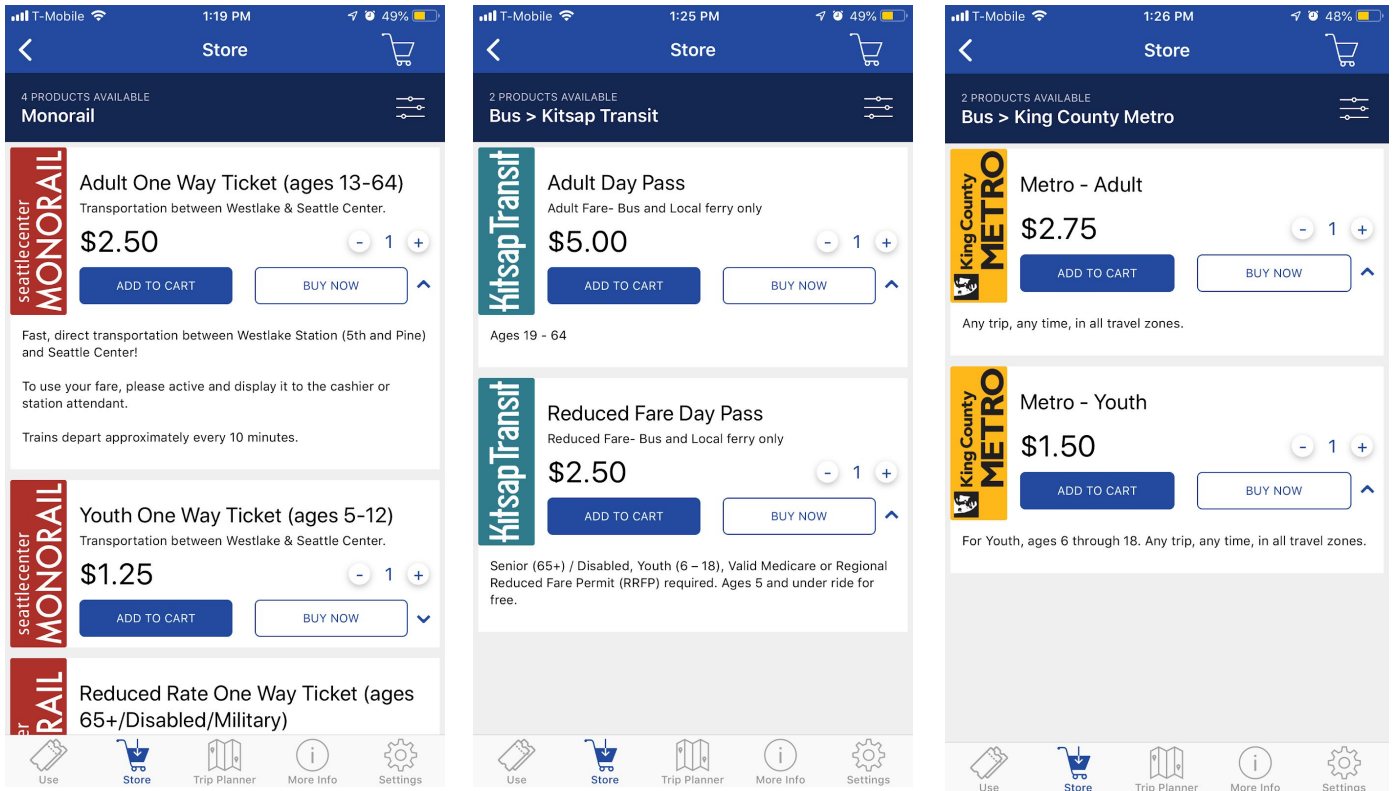 T-Mobile 1:19 PM 49%
Store
4 PRODUCTS AVAILABLE
Monorail
seattlecenter
MONORAIL
Adult One Way Ticket (ages 13-64)
Transportation between Westlake & Seattle Center.
$2.50 - 1 +
ADD TO CART BUY NOW
Fast, direct transportation between Westlake Station (5th and Pine)
and Seattle Center!
To use your fare, please active and display it to the cashier or
station attendant.
Trains depart approximately every 10 minutes.
seattlecenter
MONORAIL
Youth One Way Ticket (ages 5-12)
Transportation between Westlake & Seattle Center.
$1.25 - 1 +
ADD TO CART BUY NOW
er
RAIL
Reduced Rate One Way Ticket (ages
65+/Disabled/Military)
Use Store Trip Planner More Info Settings
T-Mobile 1:25 PM 49%
Store
2 PRODUCTS AVAILABLE
Bus > Kitsap Transit
Kitsap Transit
Adult Day Pass
Adult Fare- Bus and Local ferry only
$5.00 - 1 +
ADD TO CART BUY NOW
Ages 19 - 64
Kitsap Transit
Reduced Fare Day Pass
Reduced Fare- Bus and Local ferry only
$2.50 - 1 +
ADD TO CART BUY NOW
Senior (65+) / Disabled, Youth (6 – 18), Valid Medicare or Regional
Reduced Fare Permit (RRFP) required. Ages 5 and under ride for
free.
Use Store Trip Planner More Info Settings
T-Mobile 1:26 PM 48%
Store
2 PRODUCTS AVAILABLE
Bus > King County Metro
King County
METRO
Metro - Adult
$2.75 - 1 +
ADD TO CART BUY NOW
Any trip, any time, in all travel zones.
King County
METRO
Metro - Youth
$1.50 - 1 +
ADD TO CART BUY NOW
For Youth, ages 6 through 18. Any trip, any time, in all travel zones.
Use Store Trip Planner More Info Settings